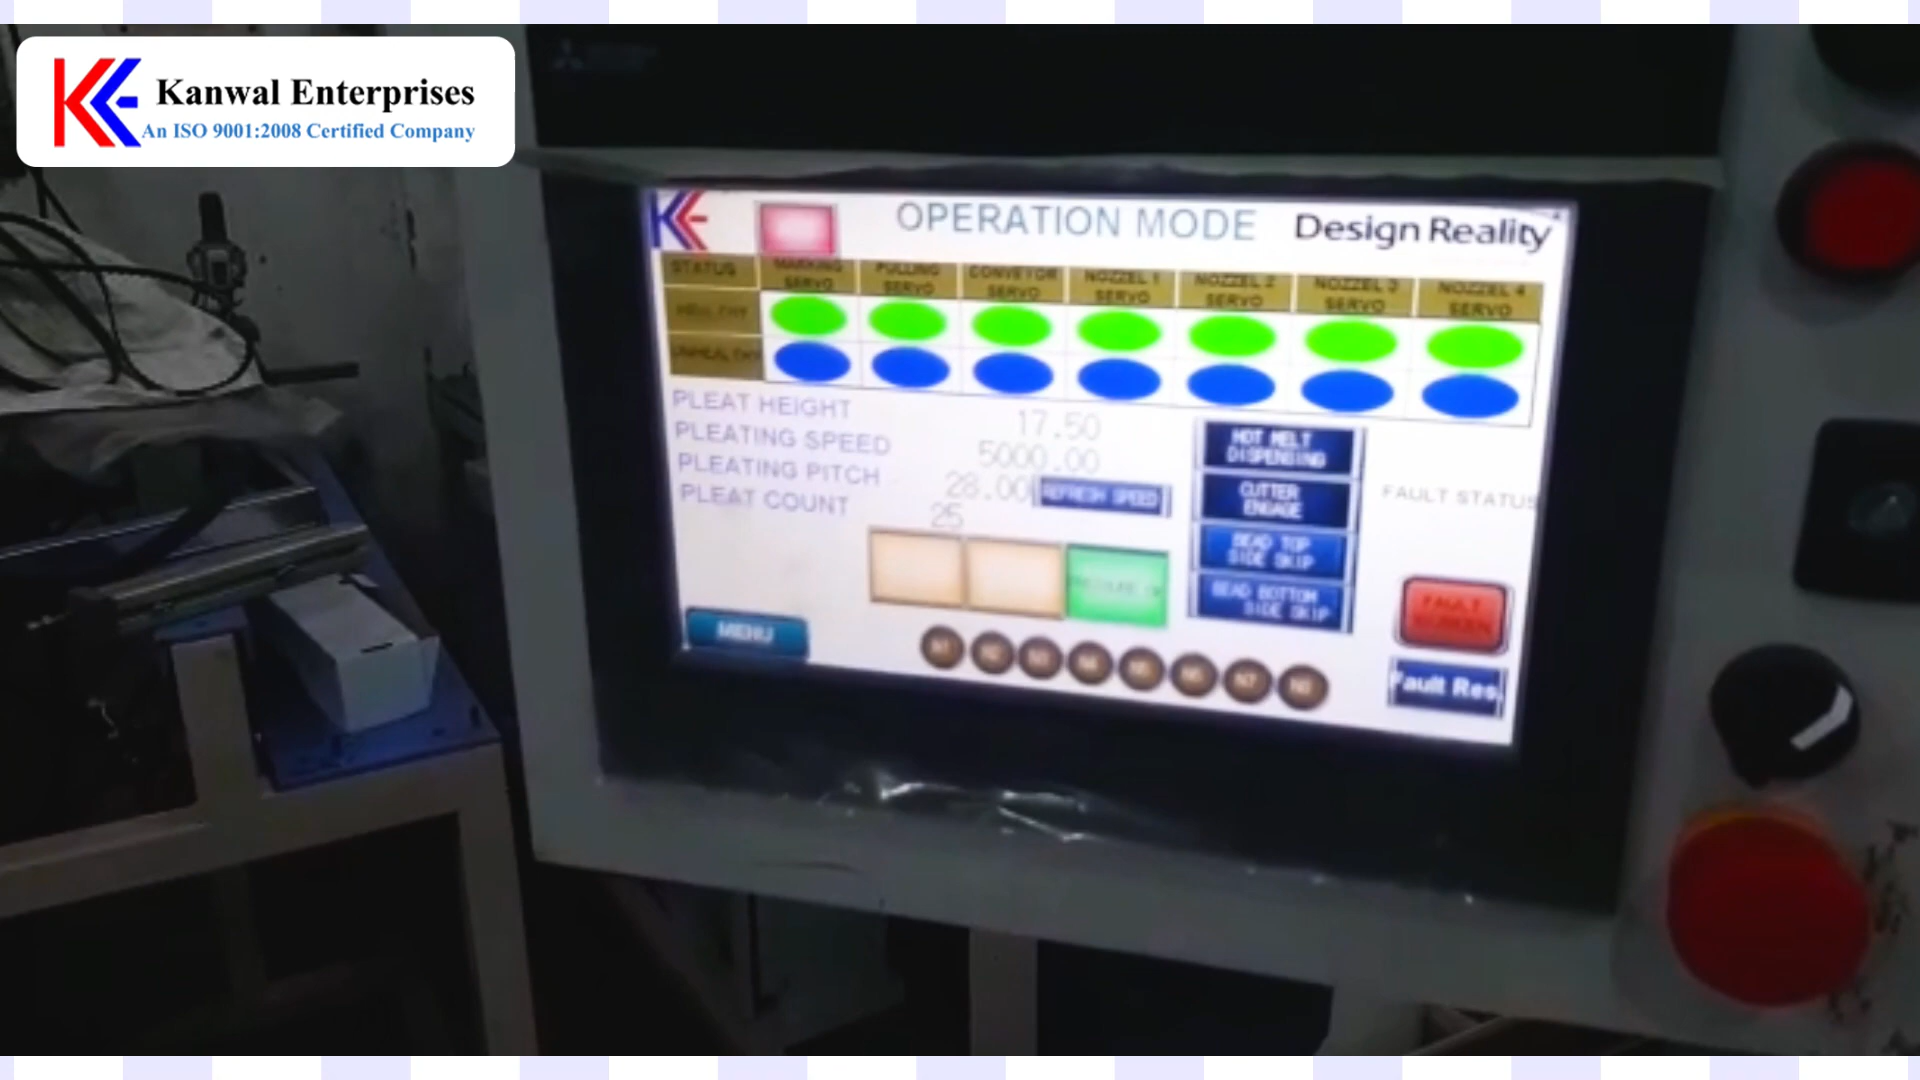 Kanwal Enterprises
An ISO 9001:2008 Certified Company
OPERATION MODE
Design Reality
STATUS
MARKING SERVO
PULLING SERVO
CONVEYOR SERVO
NOZZEL 1 SERVO
NOZZEL 2 SERVO
NOZZEL 3 SERVO
NOZZEL 4 SERVO
PLEAT HEIGHT 17.50
PLEATING SPEED 5000.00
PLEATING PITCH 28.00
REFRESH SPEED
PLEAT COUNT 25
HOT MELT
DISPENSING
CUTTER
ENGAGE
BEAD TOP
SIDE SKIP
BEAD BOTTOM
SIDE SKIP
FAULT STATUS
MENU
FAULT
Fault Res